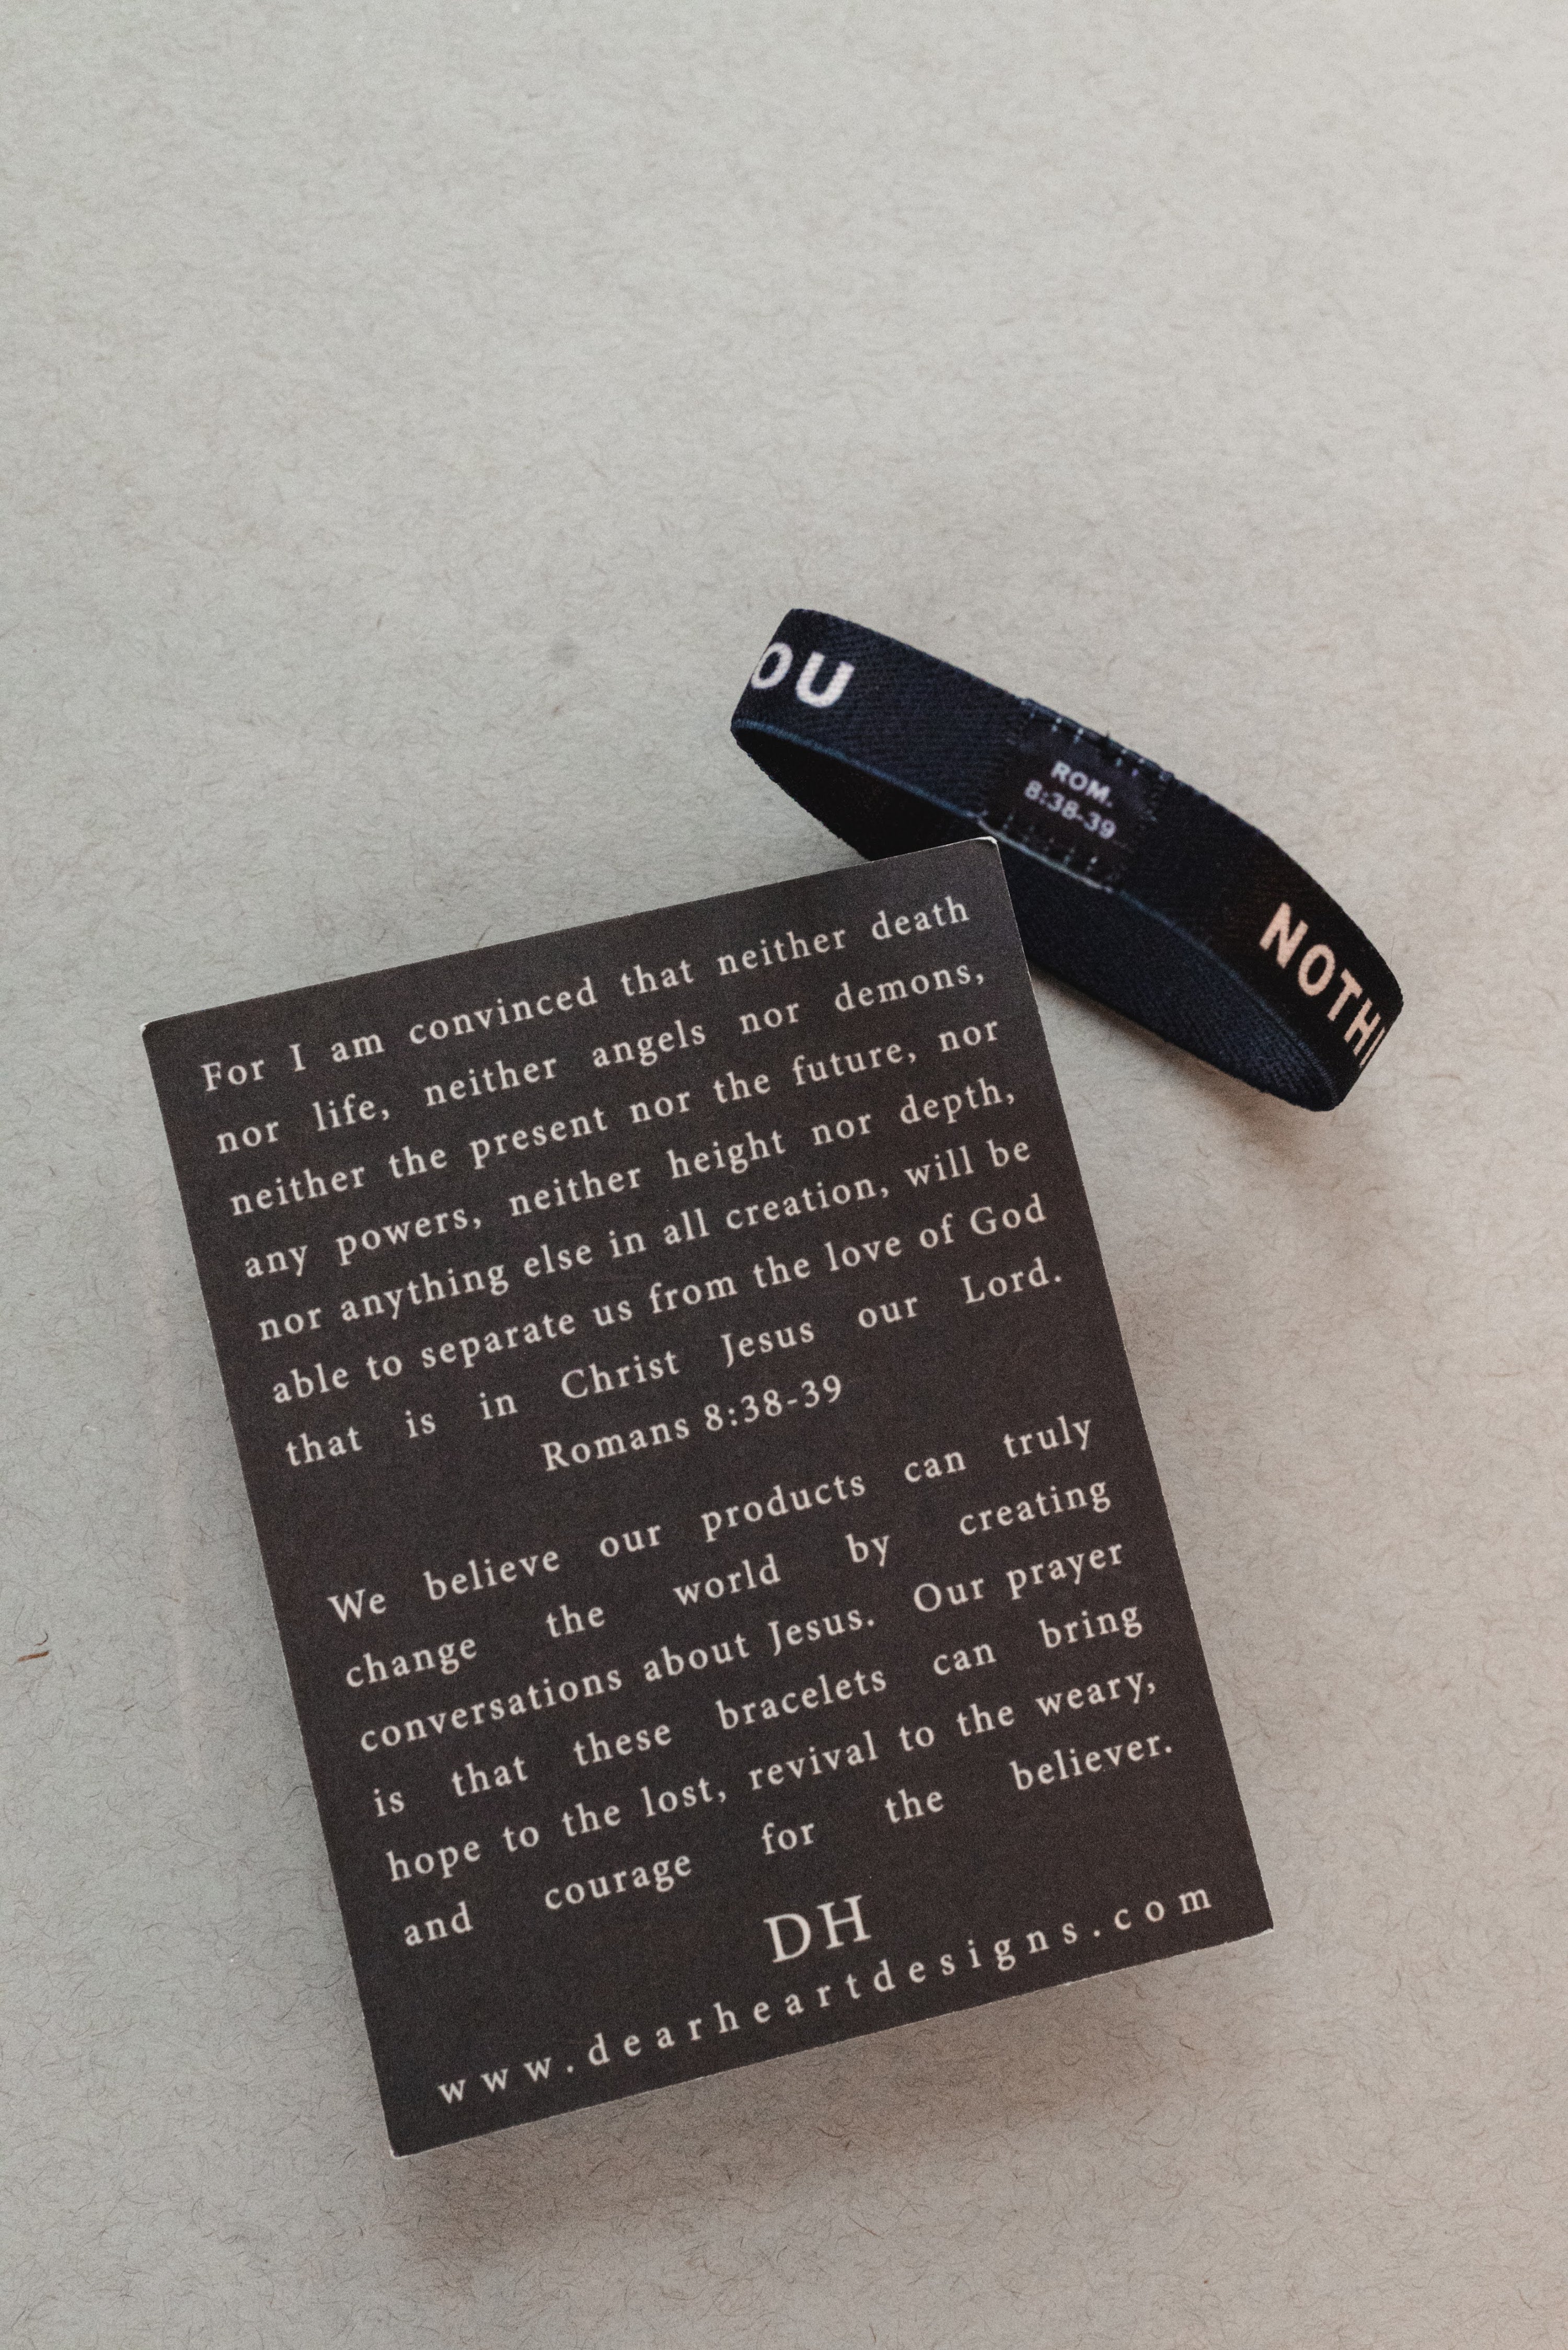 OU
ROM.
8:38-39
NOTHI
For I am convinced that neither death
nor life, neither angels nor demons,
neither the present nor the future, nor
any powers, neither height nor depth,
nor anything else in all creation, will be
able to separate us from the love of God
that is in Christ Jesus our Lord.
Romans 8:38-39
We believe our products can truly
change the world by creating
conversations about Jesus. Our prayer
is that these bracelets can bring
hope to the lost, revival to the weary,
and courage for the believer.
DH
www.dearheartdesigns.com